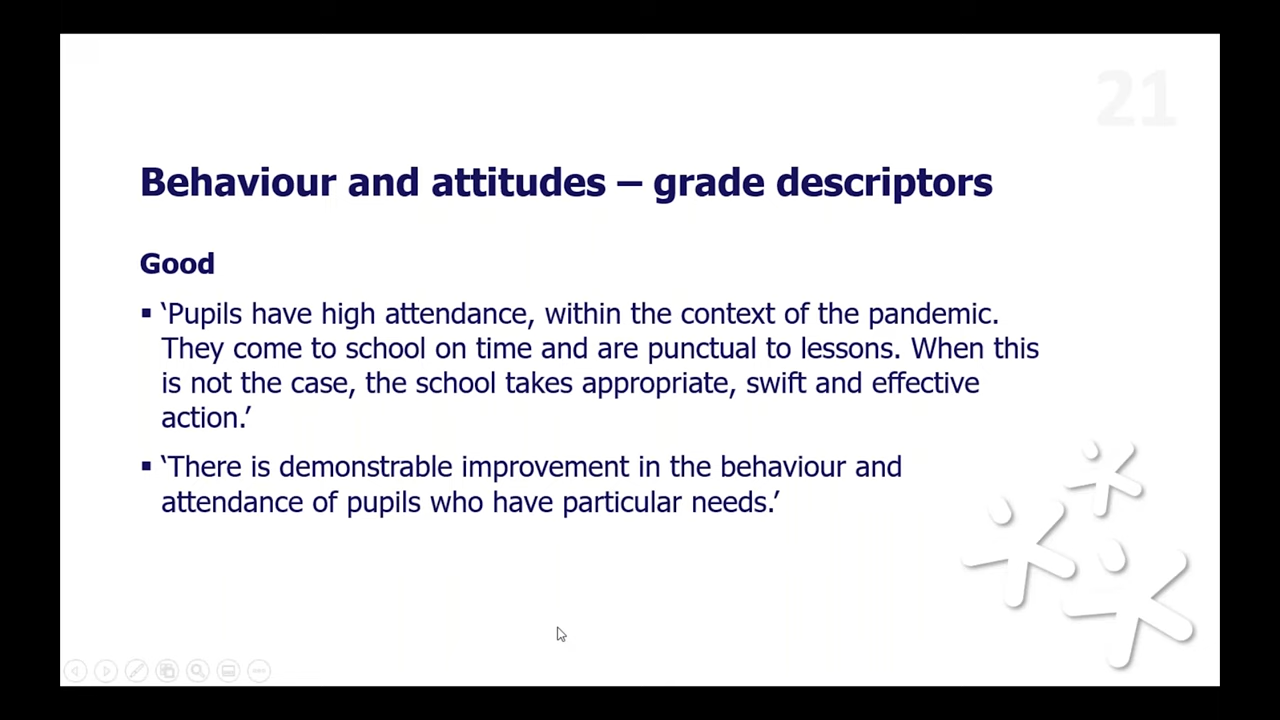 21
Behaviour and attitudes – grade descriptors
Good
▪ ‘Pupils have high attendance, within the context of the pandemic.
They come to school on time and are punctual to lessons. When this
is not the case, the school takes appropriate, swift and effective
action.’
▪ ‘There is demonstrable improvement in the behaviour and
attendance of pupils who have particular needs.’